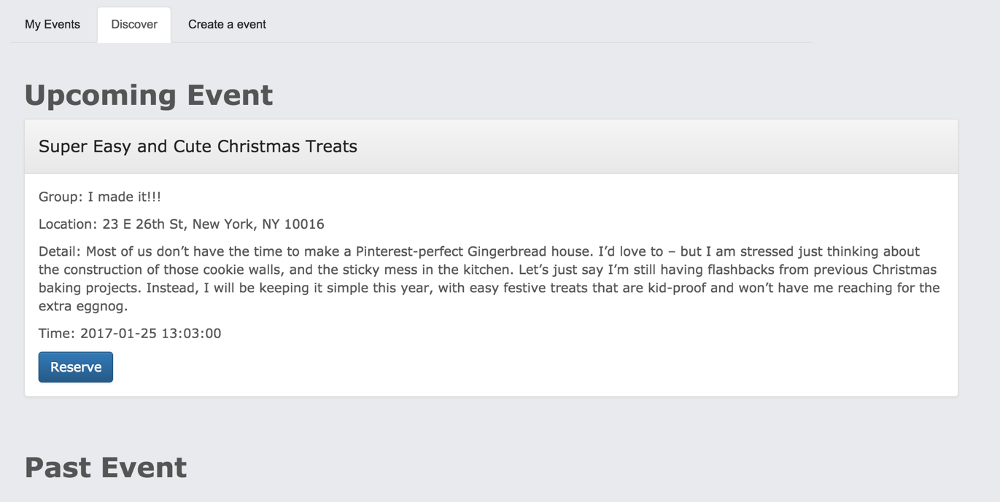 My Events Discover Create a event
Upcoming Event
Super Easy and Cute Christmas Treats
Group: I made it!!!
Location: 23 E 26th St, New York, NY 10016
Detail: Most of us don’t have the time to make a Pinterest-perfect Gingerbread house. I’d love to – but I am stressed just thinking about
the construction of those cookie walls, and the sticky mess in the kitchen. Let’s just say I’m still having flashbacks from previous Christmas
baking projects. Instead, I will be keeping it simple this year, with easy festive treats that are kid-proof and won’t have me reaching for the
extra eggnog.
Time: 2017-01-25 13:03:00
Reserve
Past Event